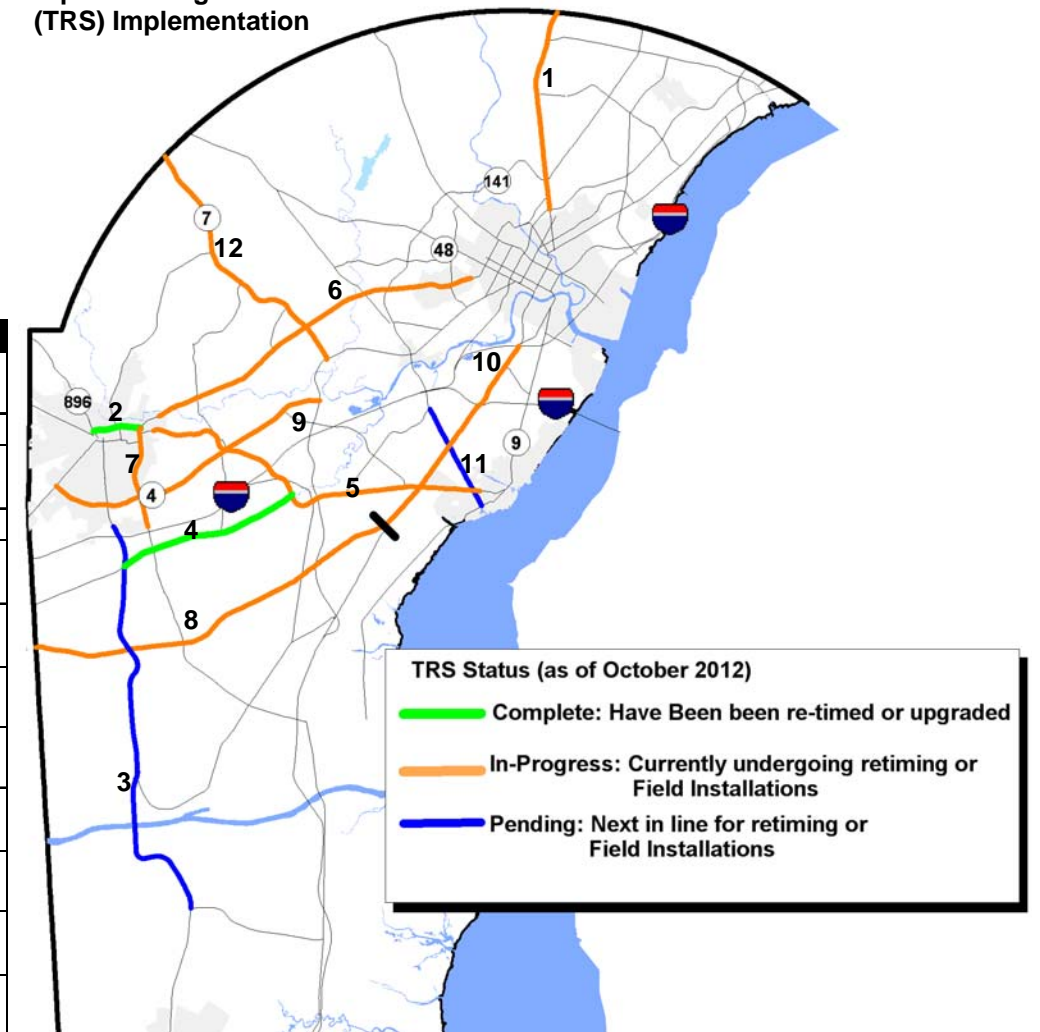 (TRS) Implementation
1
141
7
48
12
6
10
896
2
9
9
7
11
4
5
4
8
TRS Status (as of October 2012)
Complete: Have Been been re-timed or upgraded
In-Progress: Currently undergoing retiming or
Field Installations
3
Pending: Next in line for retiming or
Field Installations